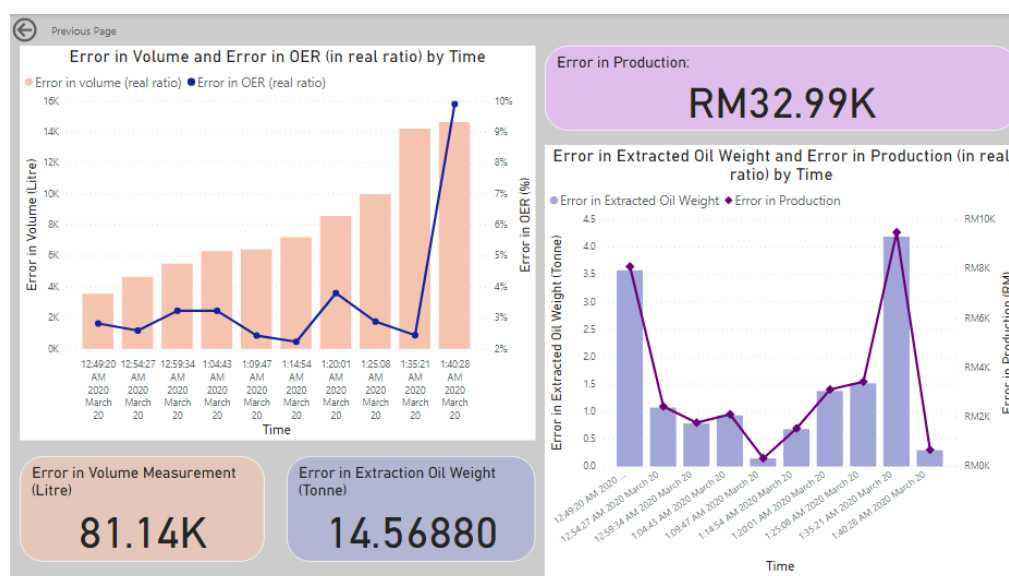 Previous Page
Error in Volume and Error in OER (in real ratio) by Time
Error in volume (real ratio) Error in OER (real ratio)
16K
14K
12K
10K
8K
6K
4K
2K
0K
Error in Volume (Litre)
10%
9%
8%
7%
6%
5%
4%
3%
2%
Error in OER (%)
12:49:20 12:54:27 12:59:34 1:04:43 1:09:47 1:14:54 1:20:01 1:25:08 1:35:21 1:40:28
AM AM AM AM AM AM AM AM AM AM
2020 2020 2020 2020 2020 2020 2020 2020 2020 2020
March March March March March March March March March March
20 20 20 20 20 20 20 20 20 20
Time
Error in Volume Measurement
(Litre)
81.14K
Error in Extraction Oil Weight
(Tonne)
14.56880
Error in Production:
RM32.99K
Error in Extracted Oil Weight and Error in Production (in real
ratio) by Time
Error in Extracted Oil Weight Error in Production
4.5
4.0
3.5
3.0
2.5
2.0
1.5
1.0
0.5
0.0
Error in Extracted Oil Weight (Tonne)
RM10K
RM8K
RM6K
RM4K
RM2K
RM0K
Error in Production (RM)
12:49:20 AM 2020 ...
12:54:27 AM 2020 March 20
12:59:34 AM 2020 March 20
1:04:43 AM 2020 March 20
1:09:47 AM 2020 March 20
1:14:54 AM 2020 March 20
1:20:01 AM 2020 March 20
1:25:08 AM 2020 March 20
1:35:21 AM 2020 March 20
1:40:28 AM 2020 March 20
Time